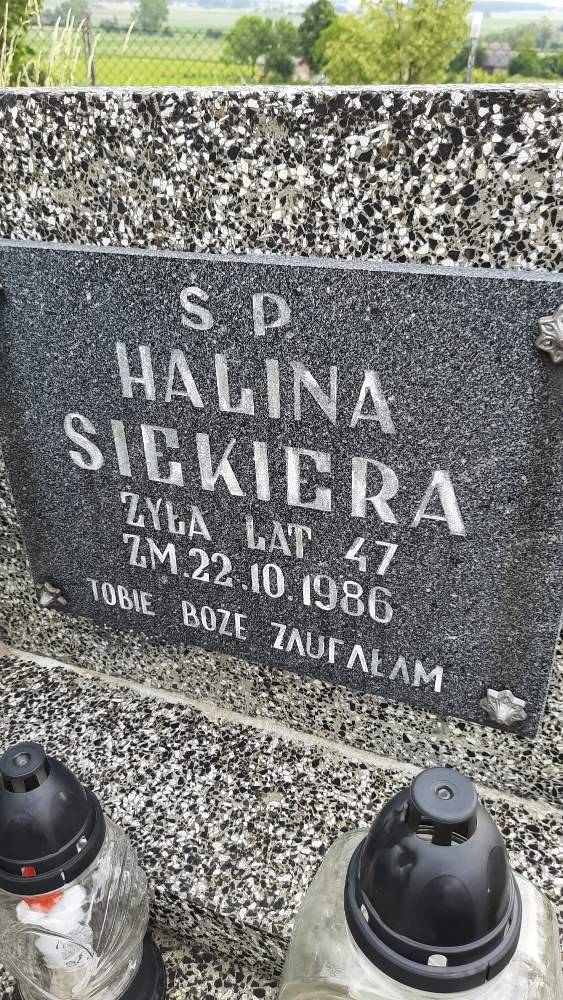 Ś P.
HALINA
SIEKIERA
ŻYŁA LAT 47
ZM.22.10.1986
TOBIE BOŻE ZAUFAŁAM